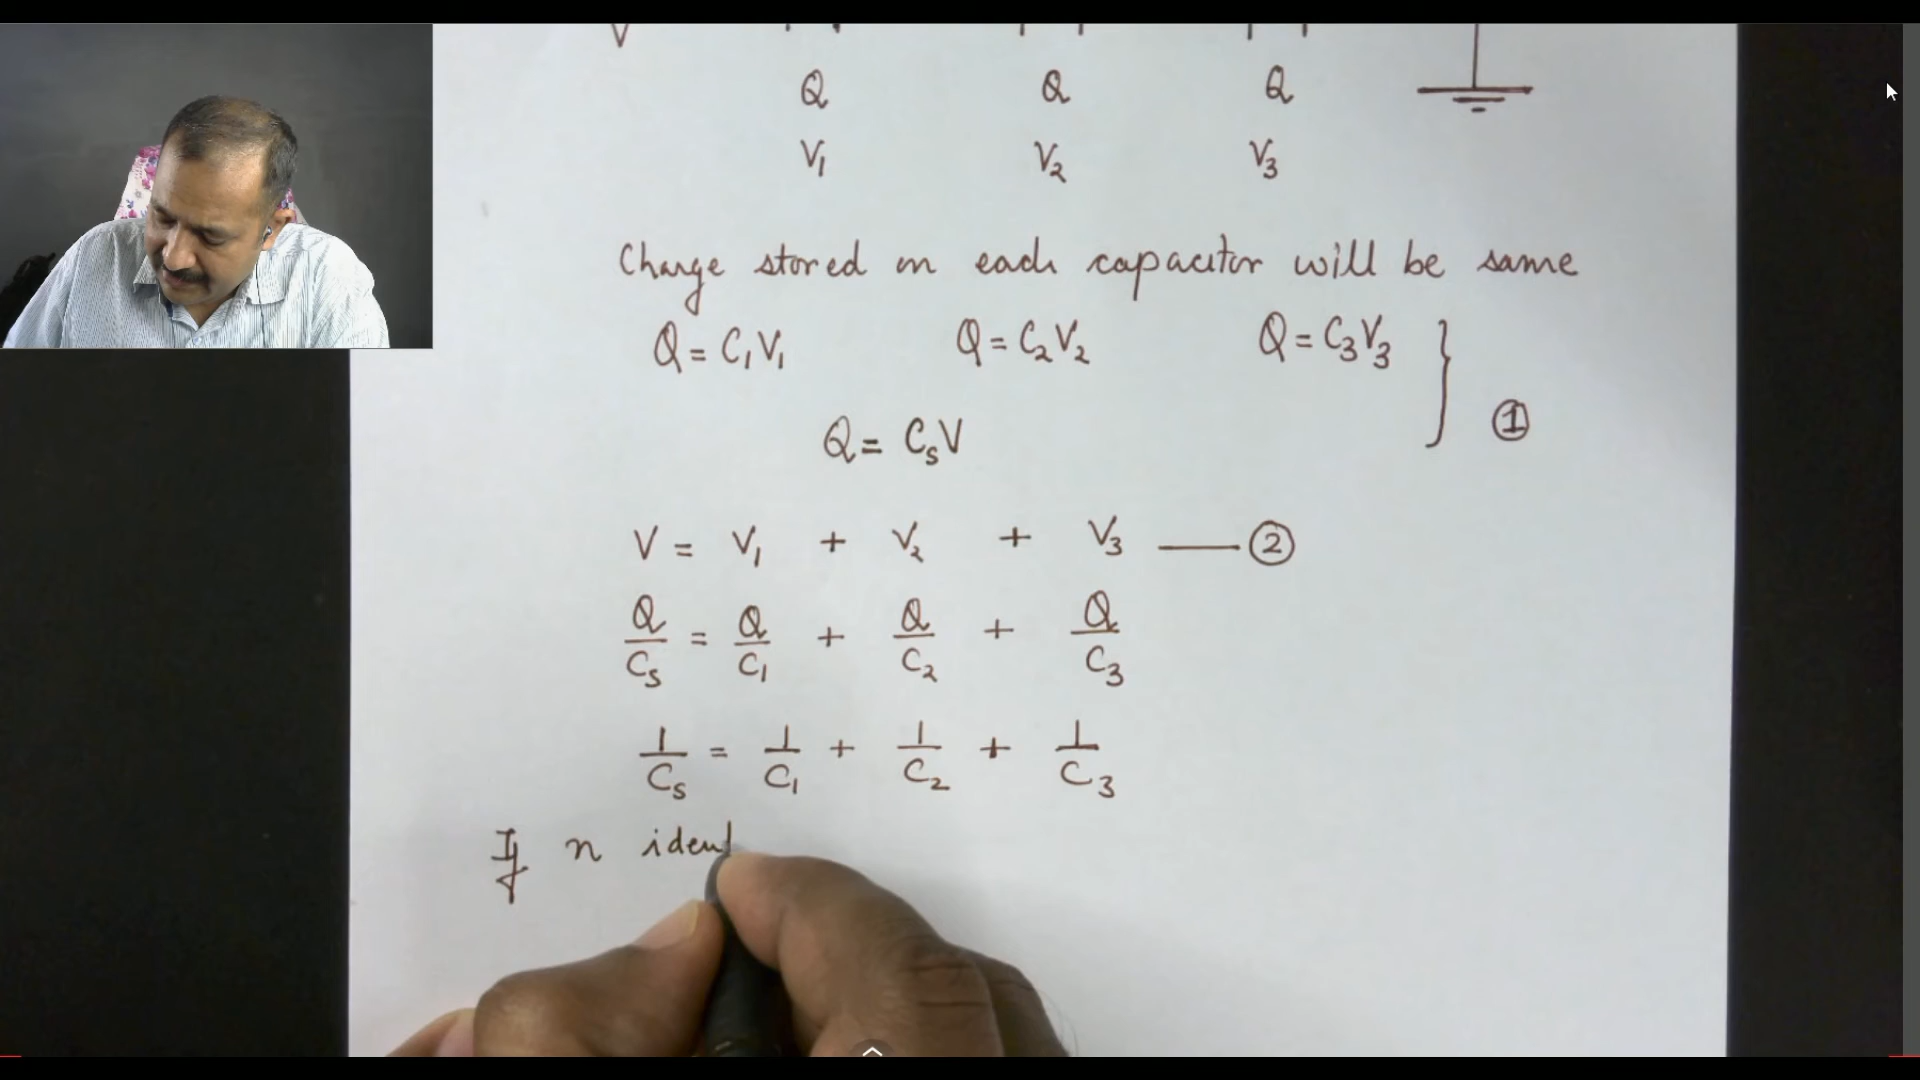 V
Q Q Q
V₁ V₂ V₃
Charge stored on each capacitor will be same
Q = C₁V₁ Q = C₂V₂ Q = C₃V₃ } ①
Q = CₛV
V = V₁ + V₂ + V₃ — ②
Q/Cₛ = Q/C₁ + Q/C₂ + Q/C₃
1/Cₛ = 1/C₁ + 1/C₂ + 1/C₃
If n ident